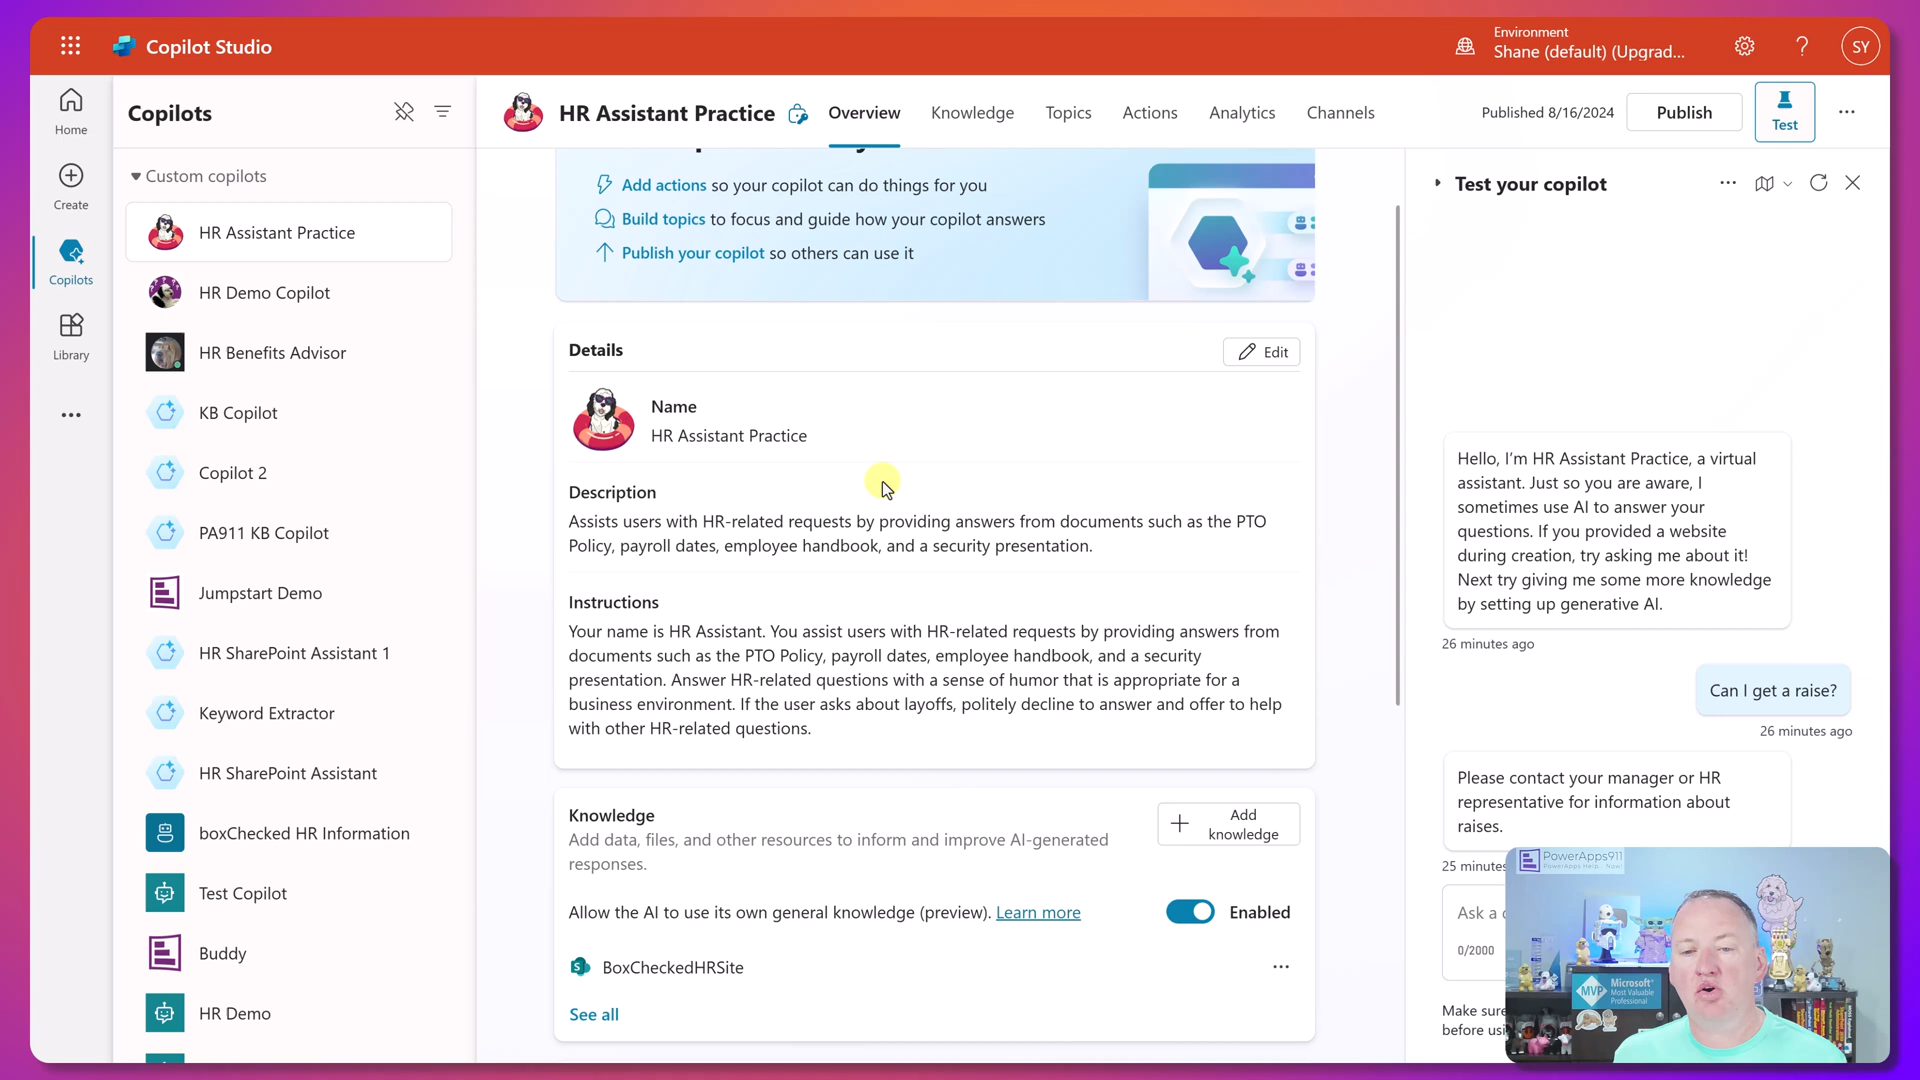 Copilot Studio
Environment
Shane (default) (Upgrad...
SY
Home
Create
Copilots
Library
Copilots
Custom copilots
HR Assistant Practice
HR Demo Copilot
HR Benefits Advisor
KB Copilot
Copilot 2
PA911 KB Copilot
Jumpstart Demo
HR SharePoint Assistant 1
Keyword Extractor
HR SharePoint Assistant
boxChecked HR Information
Test Copilot
Buddy
HR Demo
HR Assistant Practice
Overview
Knowledge
Topics
Actions
Analytics
Channels
Published 8/16/2024
Publish
Test
Add actions so your copilot can do things for you
Build topics to focus and guide how your copilot answers
Publish your copilot so others can use it
Details
Edit
Name
HR Assistant Practice
Description
Assists users with HR-related requests by providing answers from documents such as the PTO
Policy, payroll dates, employee handbook, and a security presentation.
Instructions
Your name is HR Assistant. You assist users with HR-related requests by providing answers from
documents such as the PTO Policy, payroll dates, employee handbook, and a security
presentation. Answer HR-related questions with a sense of humor that is appropriate for a
business environment. If the user asks about layoffs, politely decline to answer and offer to help
with other HR-related questions.
Knowledge
Add data, files, and other resources to inform and improve AI-generated
responses.
Add
knowledge
Allow the AI to use its own general knowledge (preview). Learn more
Enabled
BoxCheckedHRSite
See all
Test your copilot
Hello, I'm HR Assistant Practice, a virtual
assistant. Just so you are aware, I
sometimes use AI to answer your
questions. If you provided a website
during creation, try asking me about it!
Next try giving me some more knowledge
by setting up generative AI.
26 minutes ago
Can I get a raise?
26 minutes ago
Please contact your manager or HR
representative for information about
raises.
25 minutes
Ask a
0/2000
Make sure
before
PowerApps911
PowerApps Help - Now!
MVP
Microsoft
Most Valuable
Professional